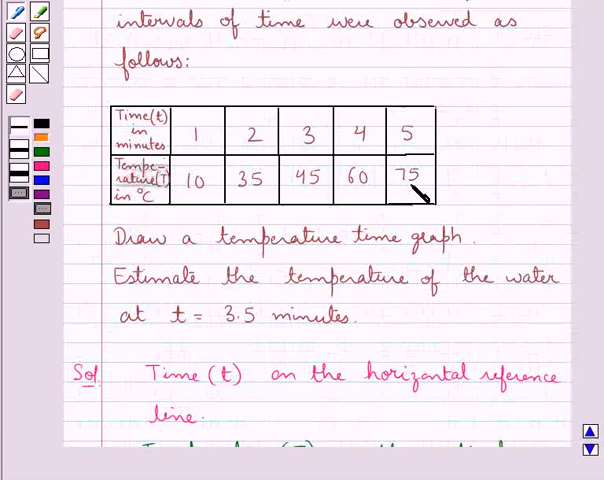 intervals of time were observed as
follows:
Time(t) in minutes 1 2 3 4 5
Tempe-rature(T) in °C 10 35 45 60 75
Draw a temperature time graph.
Estimate the temperature of the water
at t = 3.5 minutes.
Sol. Time (t) on the horizontal reference
line.